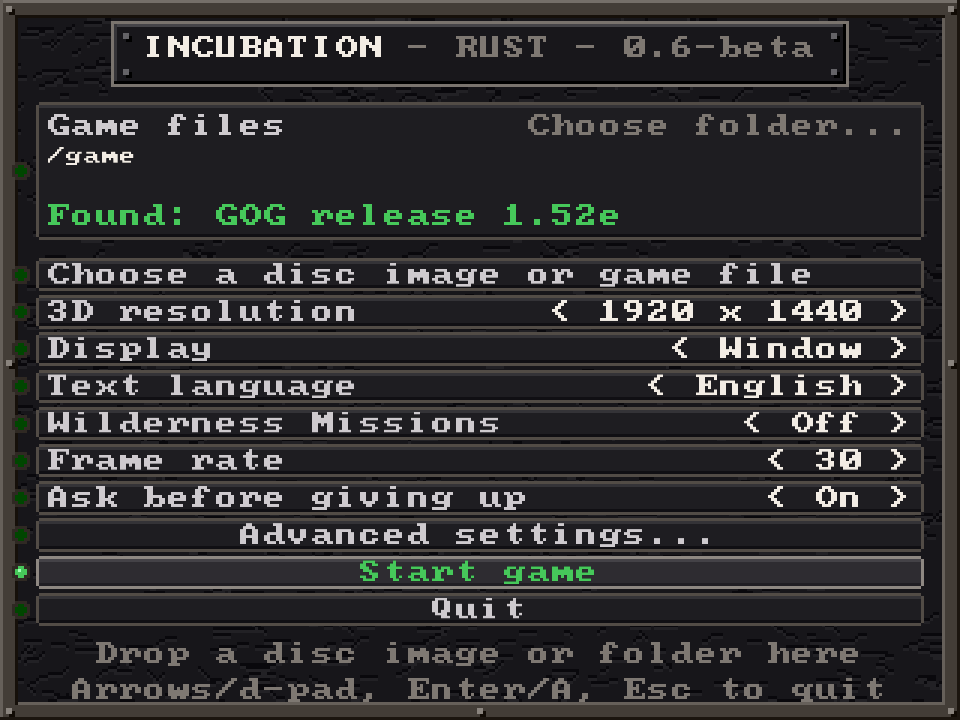 INCUBATION - RUST - 0.6-beta
Game files Choose folder...
/game
Found: GOG release 1.52e
Choose a disc image or game file
3D resolution < 1920 x 1440 >
Display < Window >
Text language < English >
Wilderness Missions < Off >
Frame rate < 30 >
Ask before giving up < On >
Advanced settings...
Start game
Quit
Drop a disc image or folder here
Arrows/d-pad, Enter/A, Esc to quit